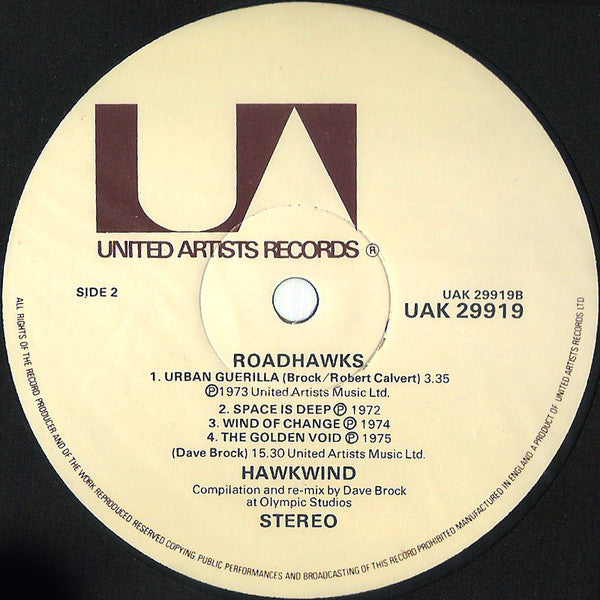 UA
UNITED ARTISTS RECORDS ®
SIDE 2
UAK 29919B
UAK 29919
ROADHAWKS
1. URBAN GUERILLA (Brock/Robert Calvert) 3.35
℗1973 United Artists Music Ltd.
2. SPACE IS DEEP ℗ 1972
3. WIND OF CHANGE ℗ 1974
4. THE GOLDEN VOID ℗ 1975
(Dave Brock) 15.30 United Artists Music Ltd.
HAWKWIND
Compilation and re-mix by Dave Brock
at Olympic Studios
STEREO
ALL RIGHTS OF THE RECORD PRODUCER AND OF THE WORK REPRODUCED RESERVED COPYING PUBLIC PERFORMANCES AND BROADCASTING OF THIS RECORD PROHIBITED MANUFACTURED IN ENGLAND A PRODUCT OF UNITED ARTISTS RECORDS LTD